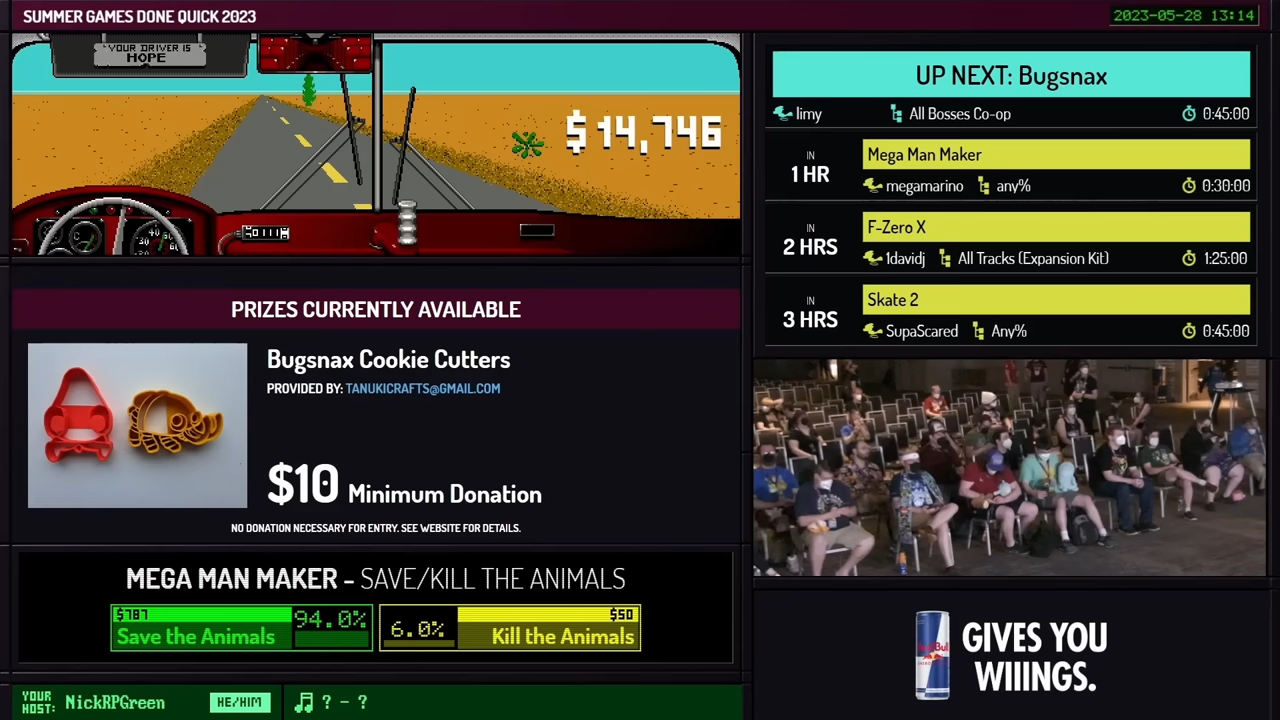 SUMMER GAMES DONE QUICK 2023
2023-05-28 13:14
YOUR DRIVER IS
HOPE
$14,746
UP NEXT: Bugsnax
limy All Bosses Co-op 0:45:00
IN
1 HR
Mega Man Maker
megamarino any% 0:30:00
IN
2 HRS
F-Zero X
1davidj All Tracks (Expansion Kit) 1:25:00
IN
3 HRS
Skate 2
SupaScared Any% 0:45:00
PRIZES CURRENTLY AVAILABLE
Bugsnax Cookie Cutters
PROVIDED BY: TANUKICRAFTS@GMAIL.COM
$10 Minimum Donation
NO DONATION NECESSARY FOR ENTRY. SEE WEBSITE FOR DETAILS.
MEGA MAN MAKER – SAVE/KILL THE ANIMALS
$787
Save the Animals
94.0%
6.0%
$50
Kill the Animals
RedBull
GIVES YOU
WIIINGS.
YOUR
HOST: NickRPGreen HE/HIM
? - ?